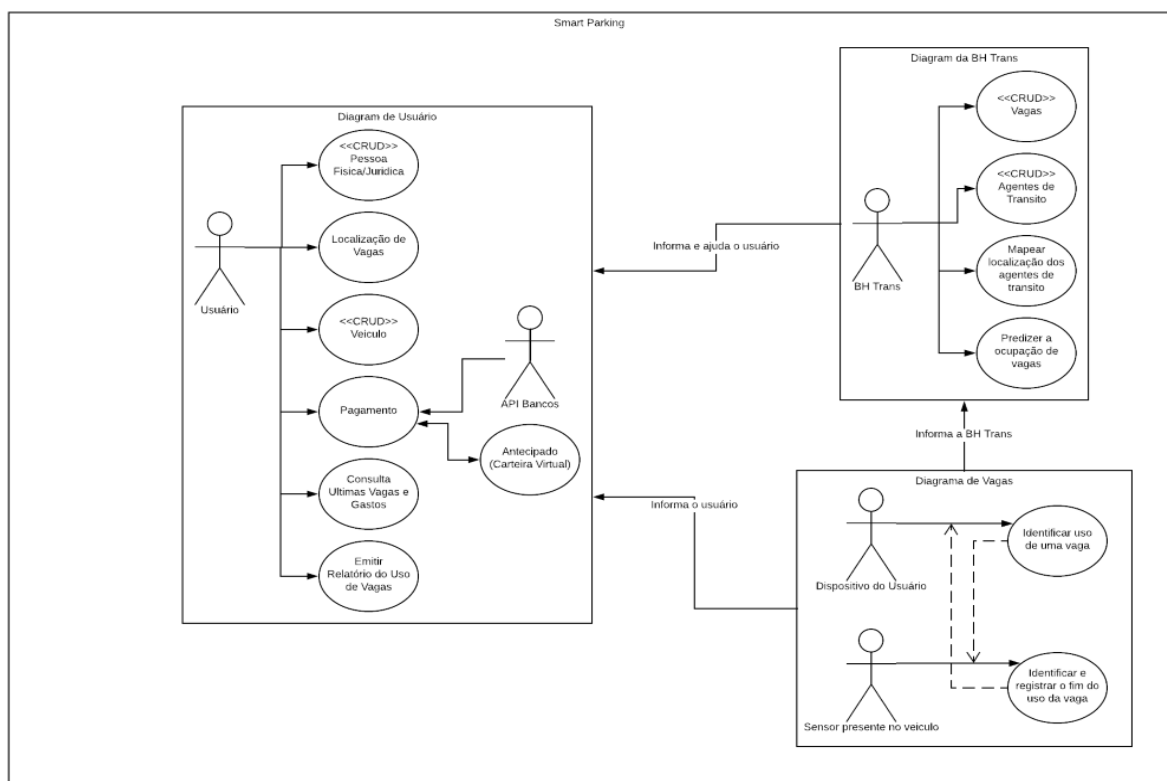 Smart Parking
Diagram de Usuário
<<CRUD>>
Pessoa
Fisica/Juridica
Localização de
Vagas
Usuário
<<CRUD>>
Veiculo
Pagamento
API Bancos
Antecipado
(Carteira Virtual)
Consulta
Ultimas Vagas e
Gastos
Emitir
Relatório do Uso
de Vagas
Informa e ajuda o usuário
Informa o usuário
Diagram da BH Trans
<<CRUD>>
Vagas
<<CRUD>>
Agentes de
Transito
BH Trans
Mapear
localização dos
agentes de
transito
Predizer a
ocupação de
vagas
Informa a BH Trans
Diagrama de Vagas
Identificar uso
de uma vaga
Dispositivo do Usuário
Identificar e
registrar o fim do
uso da vaga
Sensor presente no veiculo